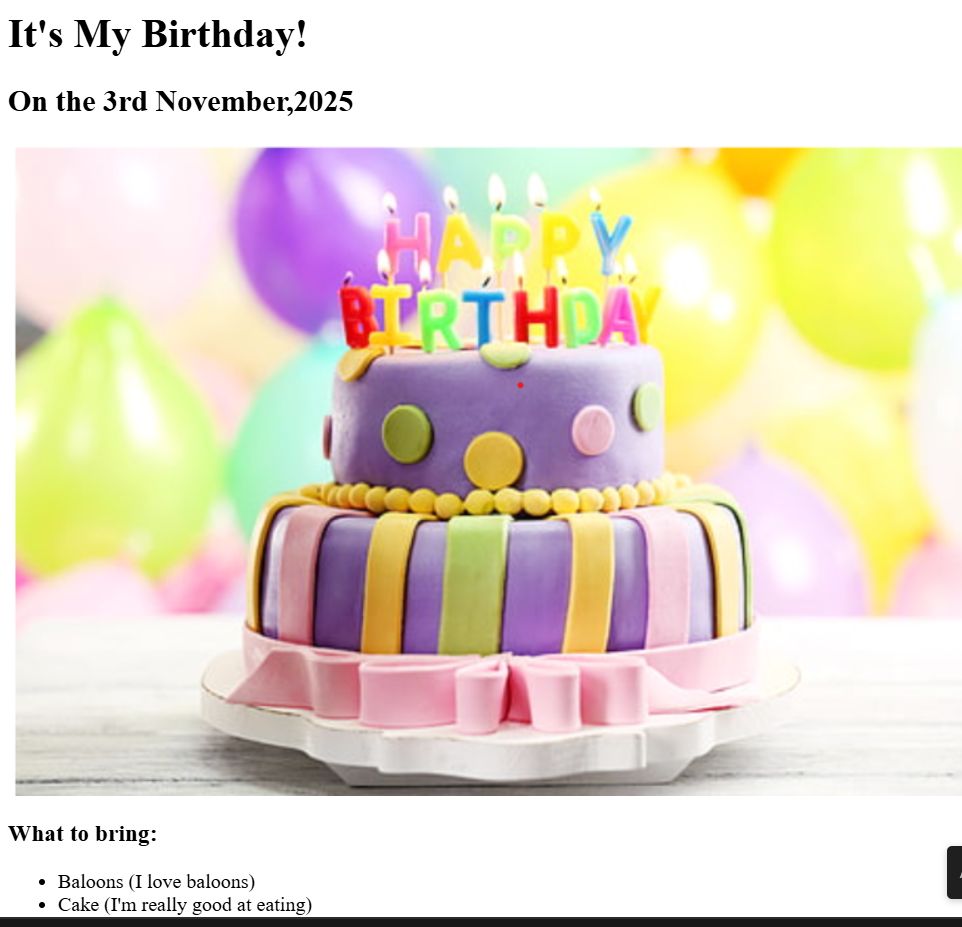 It's My Birthday!
On the 3rd November,2025
HAPPY
BIRTHDAY
What to bring:
Baloons (I love baloons)
Cake (I'm really good at eating)